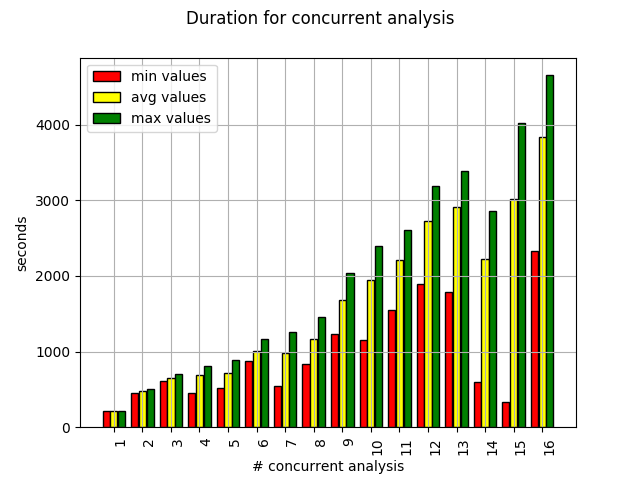 Duration for concurrent analysis
min values
avg values
max values
4000
3000
2000
1000
0
seconds
1 2 3 4 5 6 7 8 9 10 11 12 13 14 15 16
# concurrent analysis